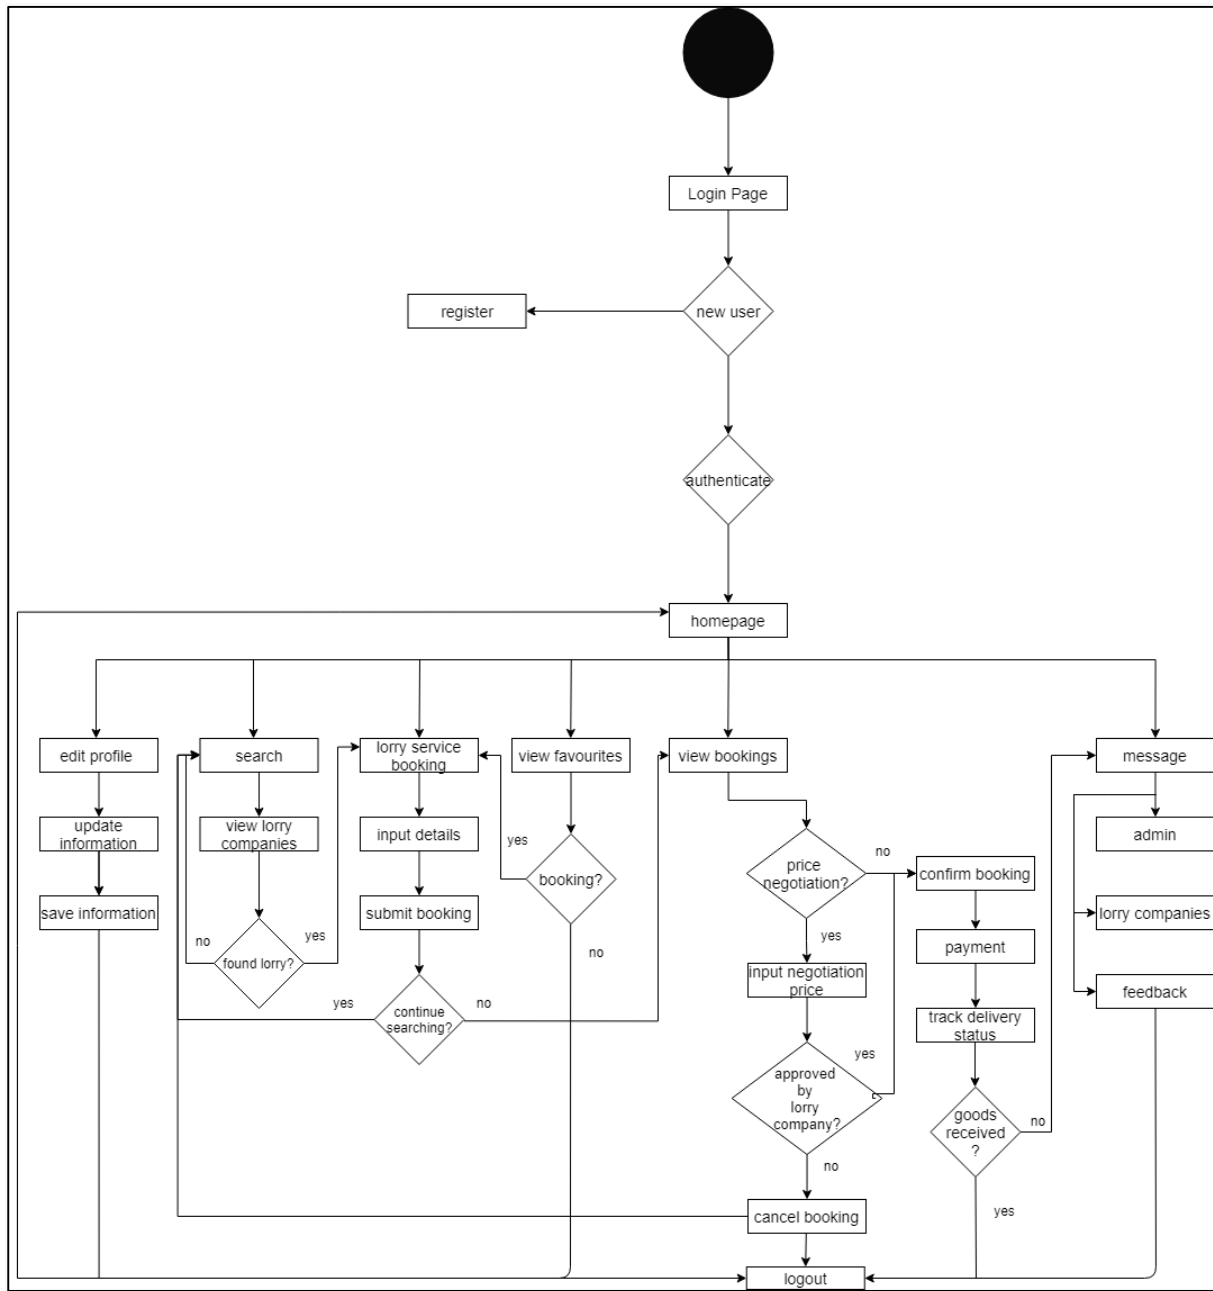 Login Page
register
new user
authenticate
homepage
edit profile
search
lorry service
booking
view favourites
view bookings
message
update
information
view lorry
companies
input details
yes
booking?
price
negotiation?
no
confirm booking
admin
save information
submit booking
lorry companies
no
yes
found lorry?
no
yes
payment
input negotiation
price
feedback
yes
continue
searching?
no
track delivery
status
yes
approved
by
lorry
company?
goods
received
?
no
no
cancel booking
yes
logout